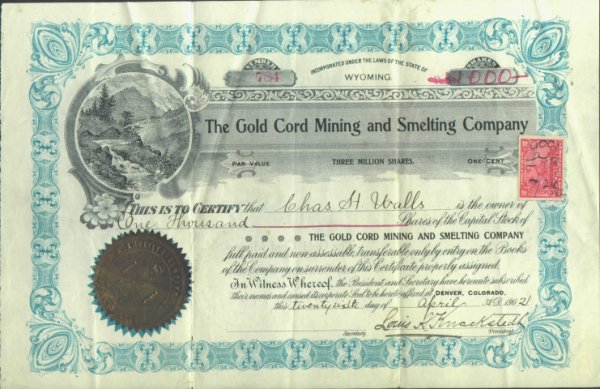 NUMBER
784
INCORPORATED UNDER THE LAWS OF THE STATE OF
WYOMING.
SHARES
1000
The Gold Cord Mining and Smelting Company
PAR VALUE THREE MILLION SHARES. ONE CENT
THIS IS TO CERTIFY that Chas. H. Walls is the owner of
One Thousand Shares of the Capital Stock of
THE GOLD CORD MINING AND SMELTING COMPANY
full paid and non-assessable, transferable only by entry on the Books
of the Company on surrender of this Certificate properly assigned.
In Witness Whereof, the President and Secretary have hereunto subscribed
their names and caused its corporate Seal to be hereto affixed at DENVER, COLORADO.
this twenty sixth day of April A.D. 1902
Louis A. Knackstedt
Secretary. President.